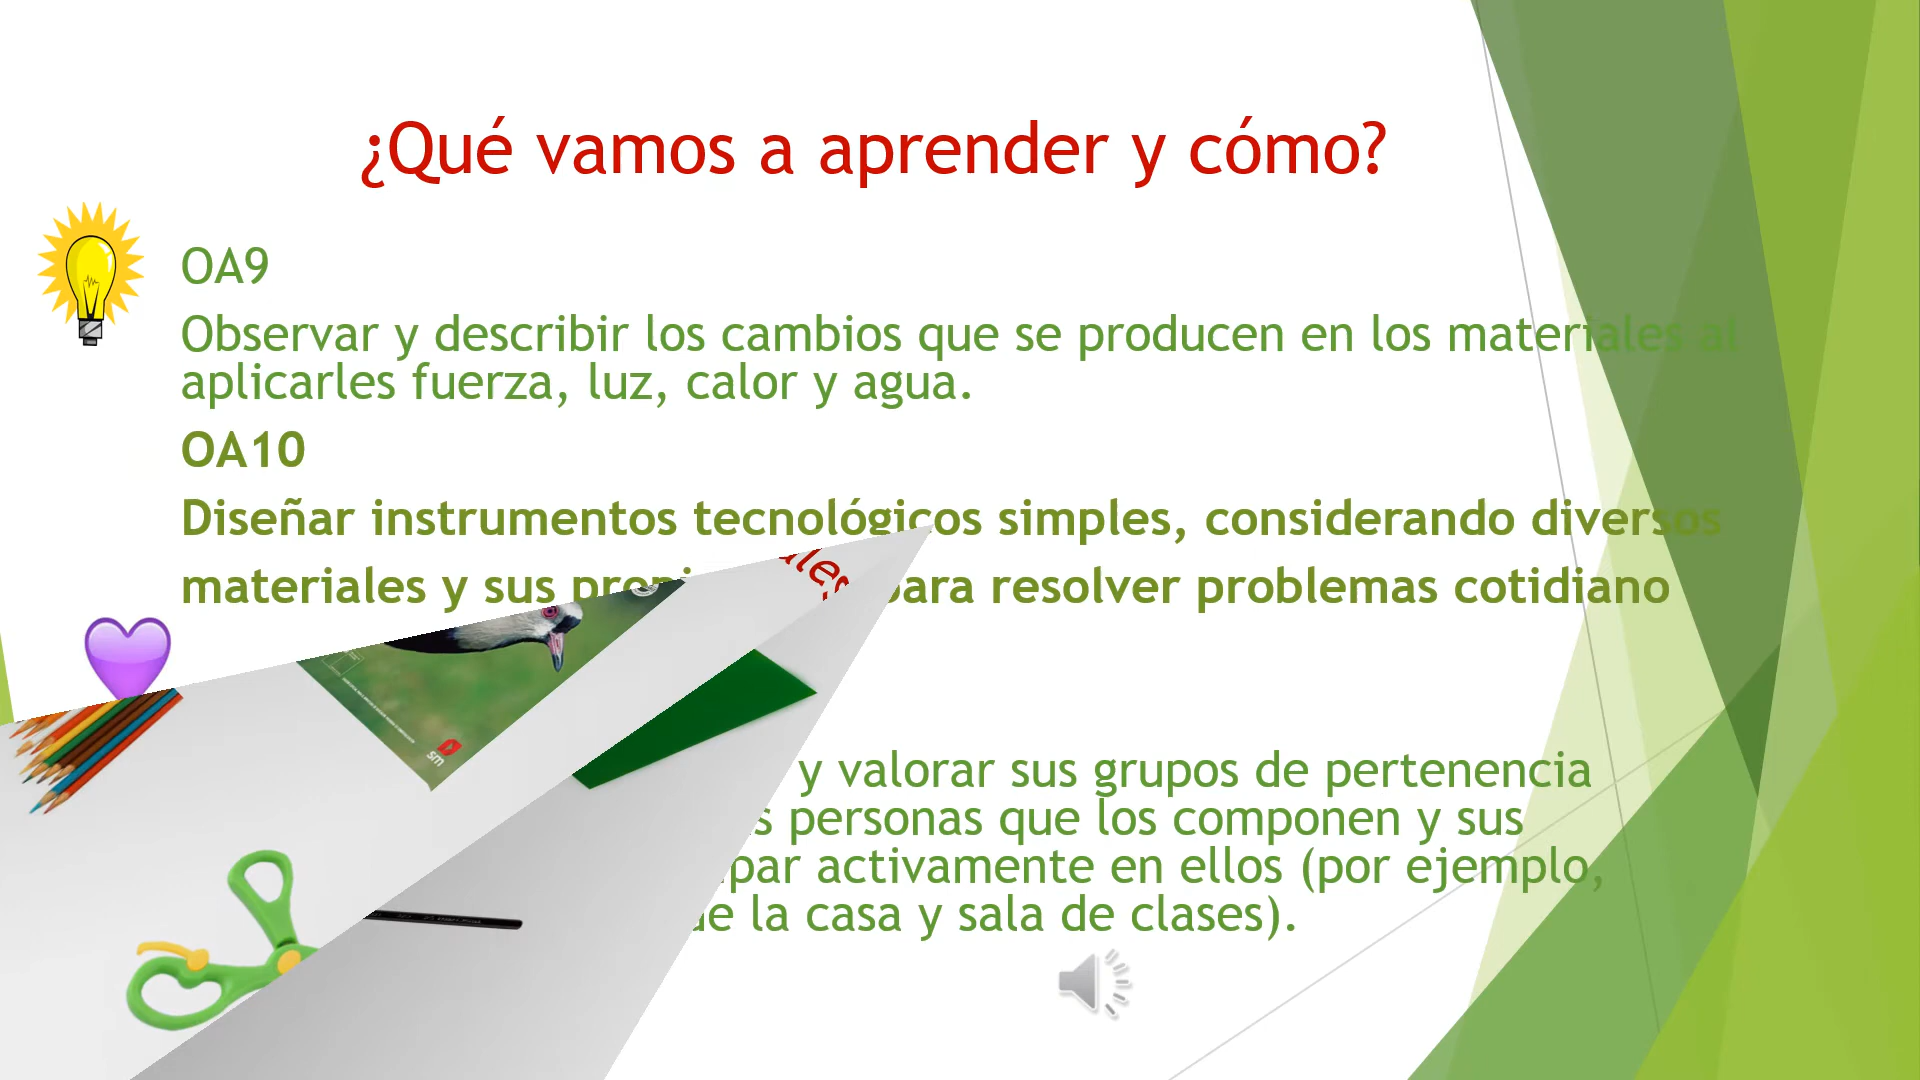 ¿Qué vamos a aprender y cómo?
OA9
Observar y describir los cambios que se producen en los materiales al
aplicarles fuerza, luz, calor y agua.
OA10
Diseñar instrumentos tecnológicos simples, considerando diversos
materiales y sus para resolver problemas cotidiano
y valorar sus grupos de pertenencia
personas que los componen y sus
activamente en ellos (por ejemplo,
la casa y sala de clases).
sm